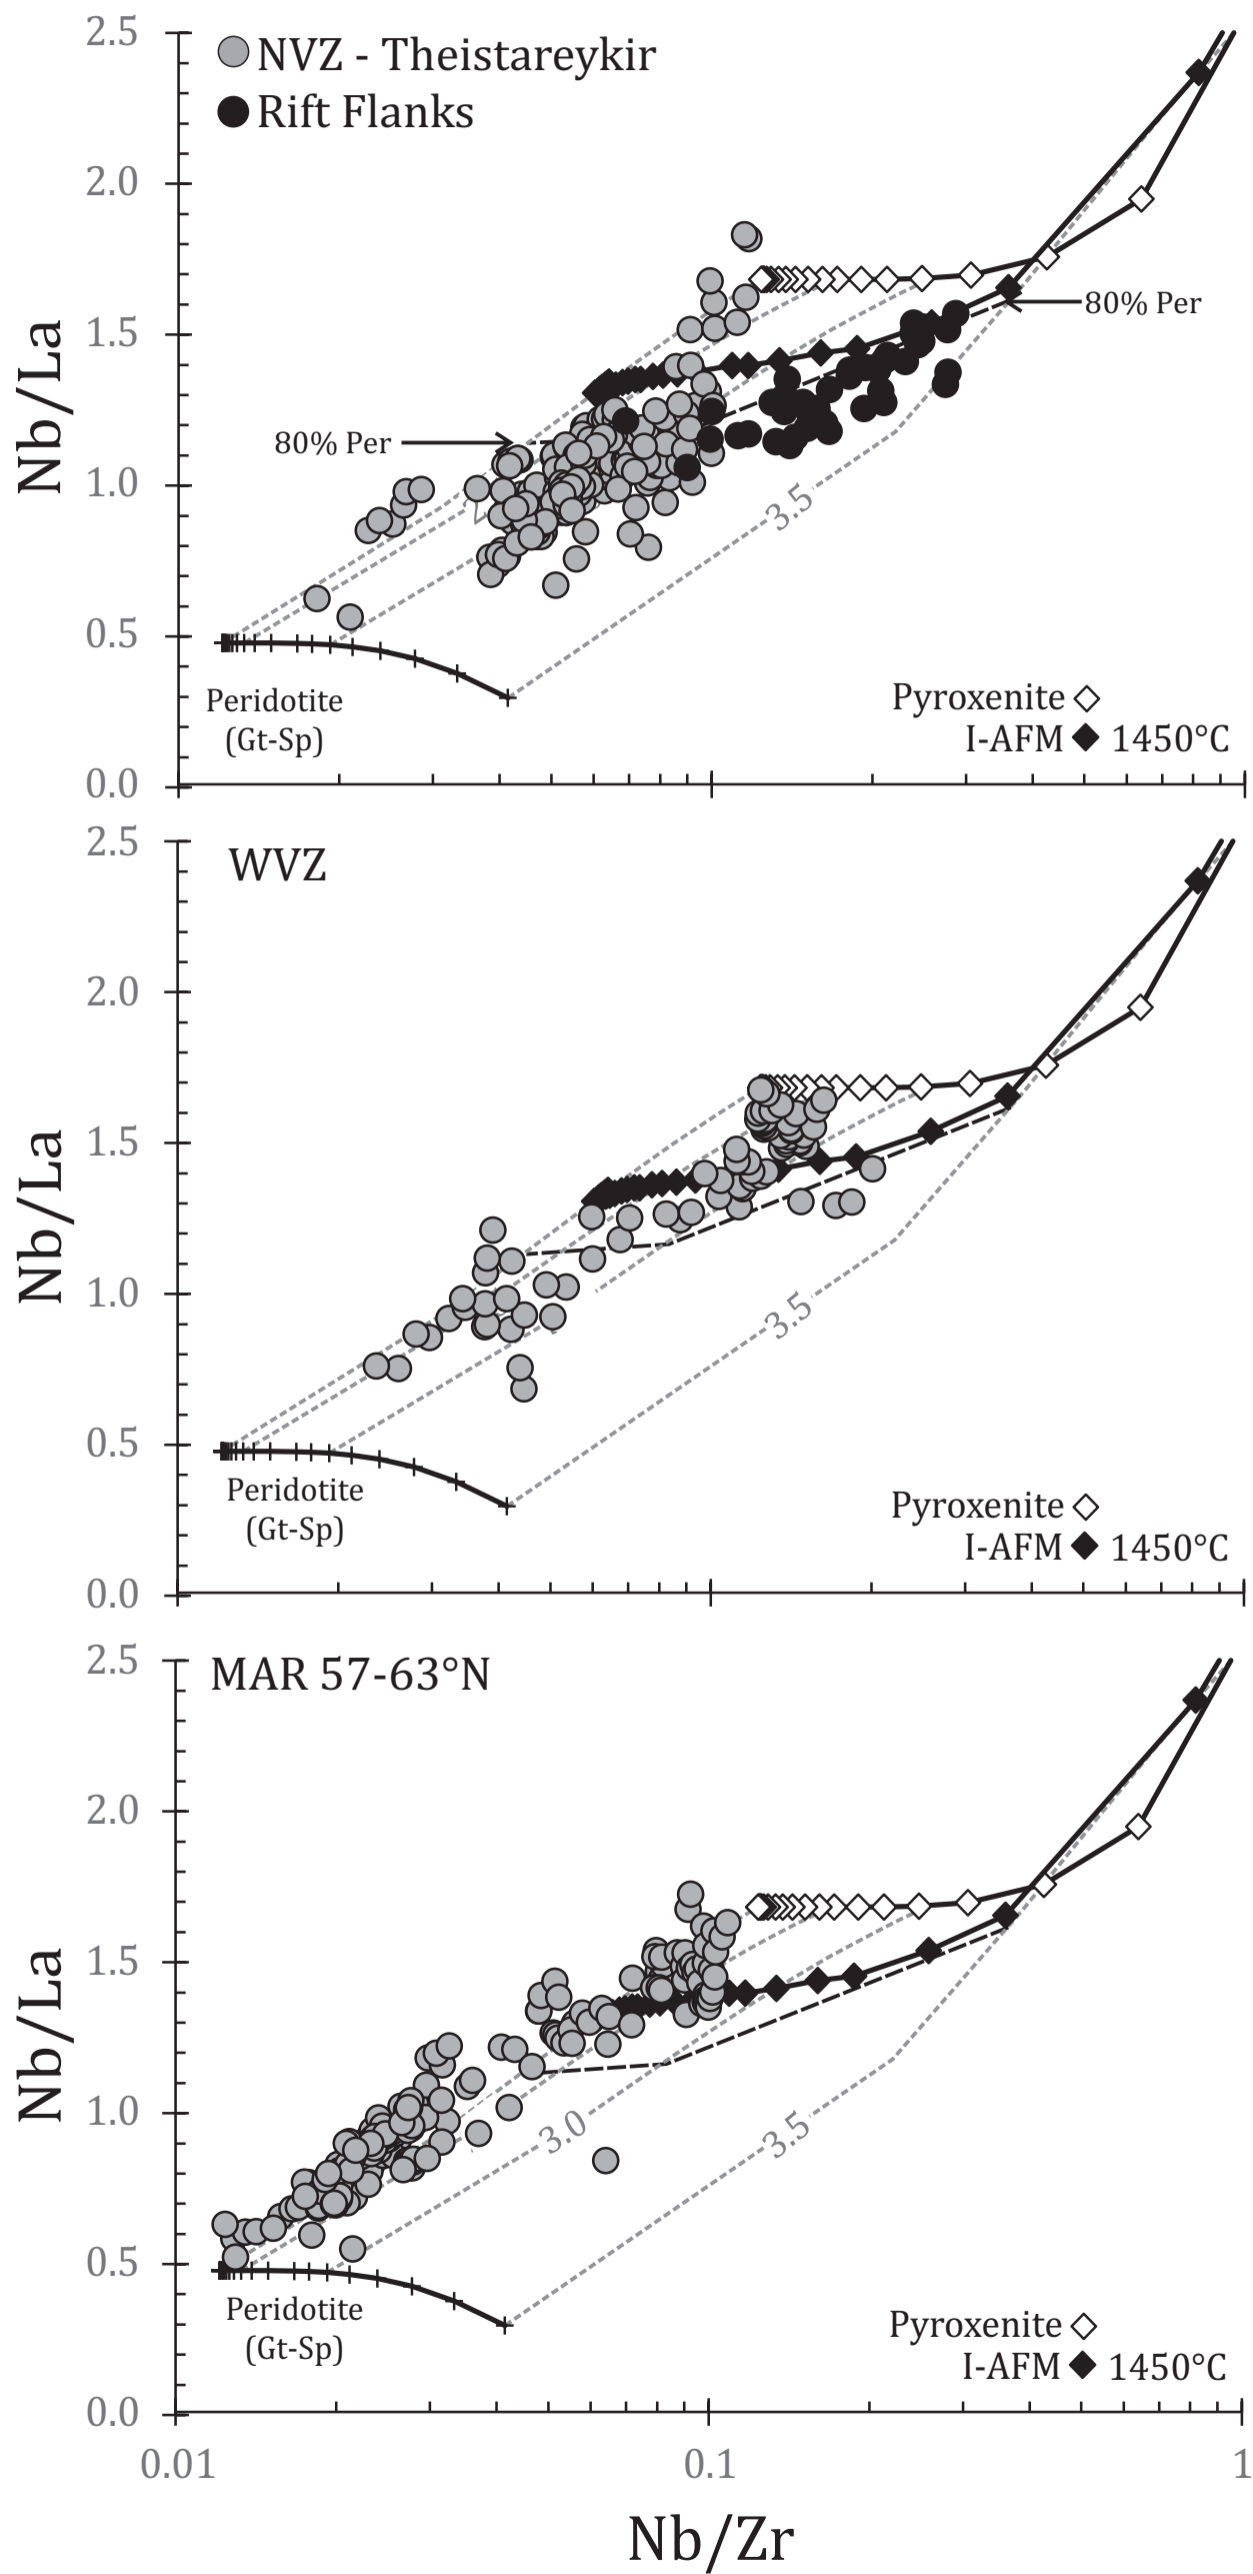 2.5
NVZ - Theistareykir
Rift Flanks
2.0
1.5
80% Per
Nb/La
80% Per
1.0
3.5
0.5
Peridotite
(Gt-Sp)
Pyroxenite
I-AFM 1450°C
0.0
2.5
WVZ
2.0
1.5
Nb/La
1.0
3.5
0.5
Peridotite
(Gt-Sp)
Pyroxenite
I-AFM 1450°C
0.0
2.5
MAR 57-63°N
2.0
1.5
Nb/La
1.0
3.0
3.5
0.5
Peridotite
(Gt-Sp)
Pyroxenite
I-AFM 1450°C
0.0
0.01 0.1 1
Nb/Zr